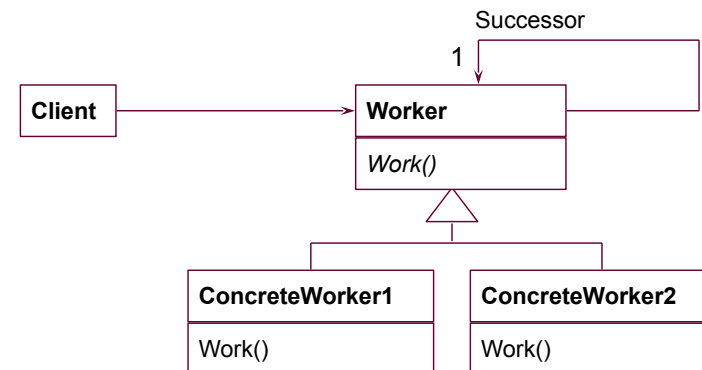 Successor
1
Client
Worker
Work()
ConcreteWorker1
ConcreteWorker2
Work()
Work()